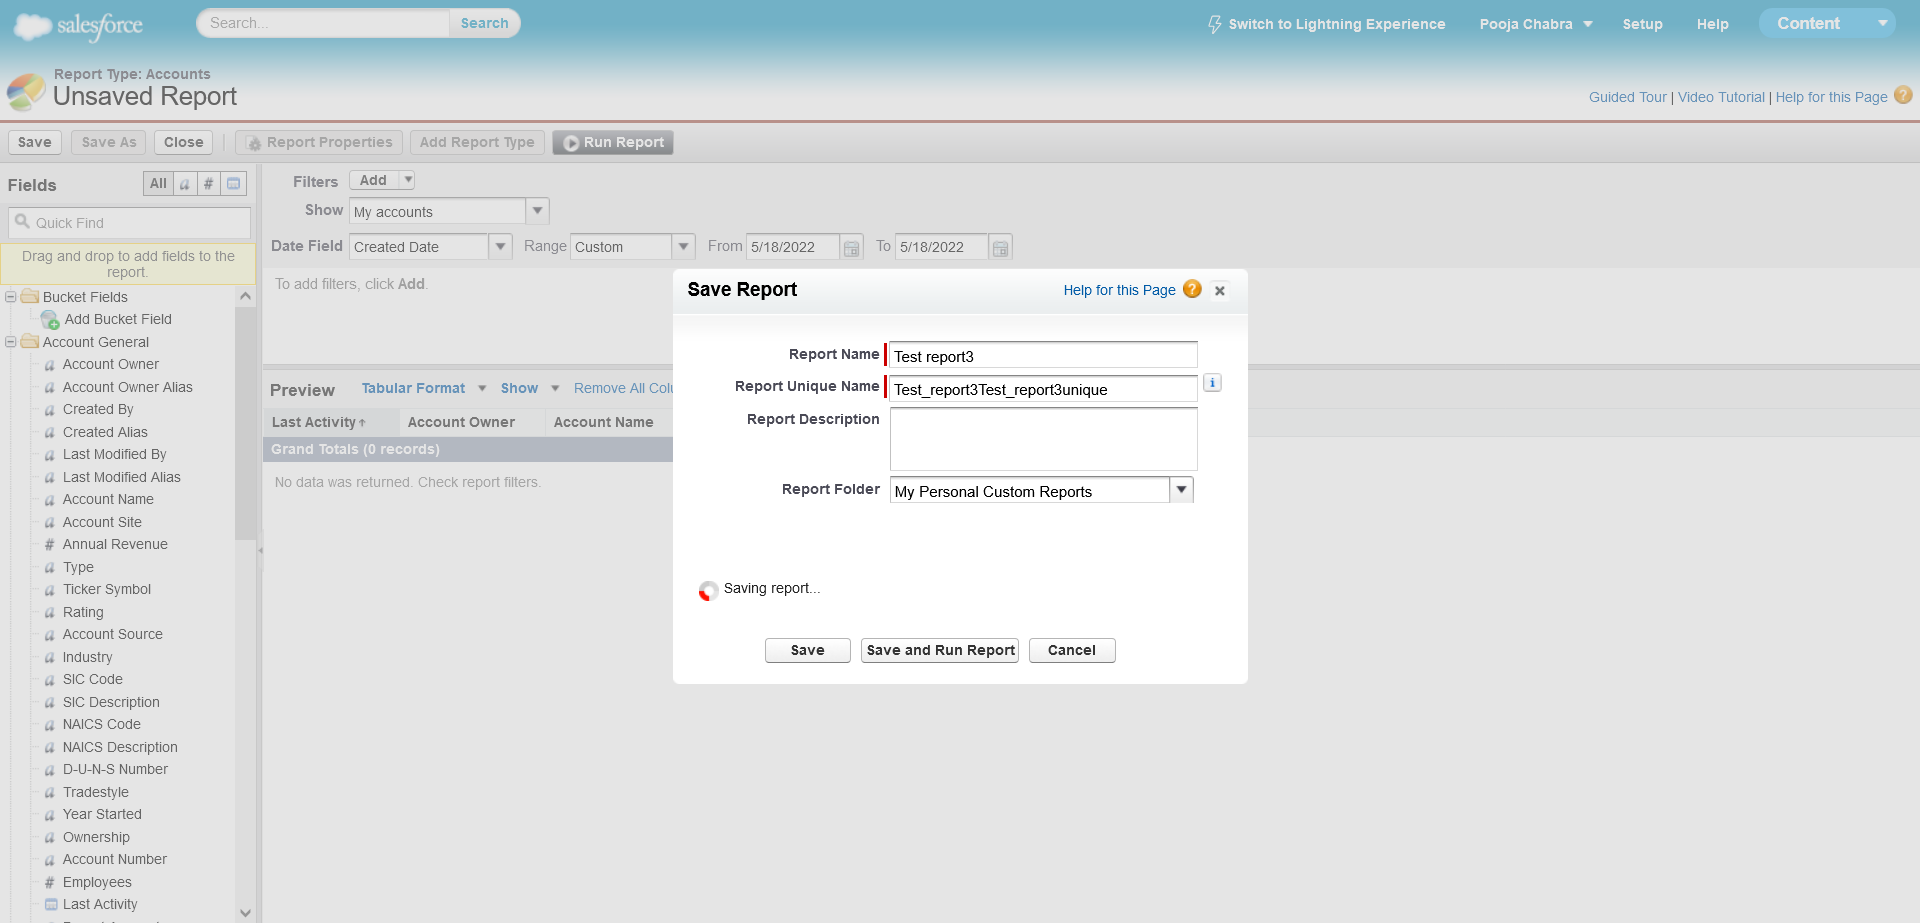 salesforce
Search...
Search
Switch to Lightning Experience
Pooja Chabra
Setup
Help
Content
Report Type: Accounts
Unsaved Report
Guided Tour | Video Tutorial | Help for this Page ?
Save
Save As
Close
Report Properties
Add Report Type
Run Report
Fields
All
a
#
Quick Find
Drag and drop to add fields to the
report.
Bucket Fields
Add Bucket Field
Account General
a Account Owner
a Account Owner Alias
a Created By
a Created Alias
a Last Modified By
a Last Modified Alias
a Account Name
a Account Site
# Annual Revenue
a Type
a Ticker Symbol
a Rating
a Account Source
a Industry
a SIC Code
a SIC Description
a NAICS Code
a NAICS Description
a D-U-N-S Number
a Tradestyle
a Year Started
a Ownership
a Account Number
# Employees
Last Activity
Filters
Add
Show
My accounts
Date Field
Created Date
Range
Custom
From
5/18/2022
To
5/18/2022
To add filters, click Add.
Preview
Tabular Format
Show
Remove All Colu
Last Activity
Account Owner
Account Name
Grand Totals (0 records)
No data was returned. Check report filters.
Save Report
Help for this Page ?
Report Name
Test report3
Report Unique Name
Test_report3Test_report3unique
i
Report Description
Report Folder
My Personal Custom Reports
Saving report...
Save
Save and Run Report
Cancel